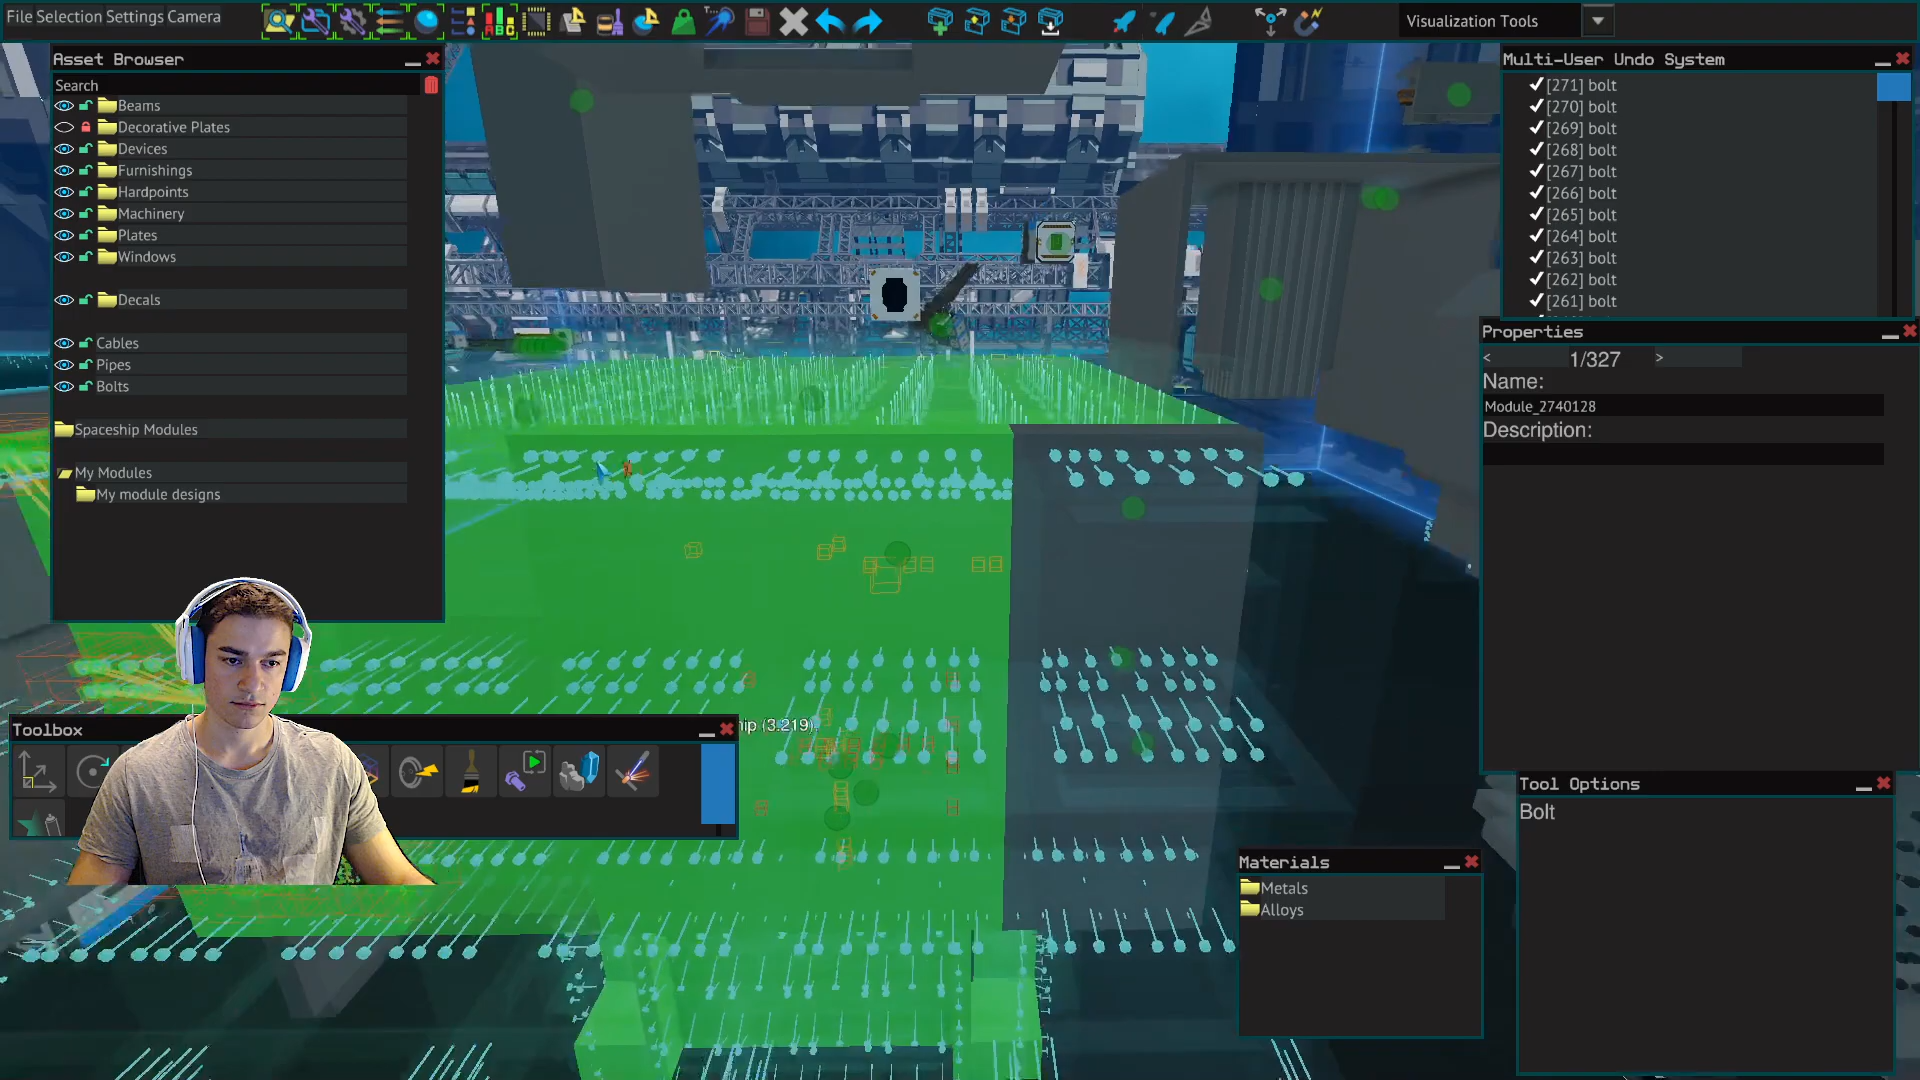 File Selection Settings Camera
Visualization Tools
Asset Browser
Search
Beams
Decorative Plates
Devices
Furnishings
Hardpoints
Machinery
Plates
Windows
Decals
Cables
Pipes
Bolts
Spaceship Modules
My Modules
My module designs
Multi-User Undo System
[271] bolt
[270] bolt
[269] bolt
[268] bolt
[267] bolt
[266] bolt
[265] bolt
[264] bolt
[263] bolt
[262] bolt
[261] bolt
Properties
< 1/327 >
Name:
Module_2740128
Description:
Toolbox
(3.219)
Tool Options
Bolt
Materials
Metals
Alloys
ABC